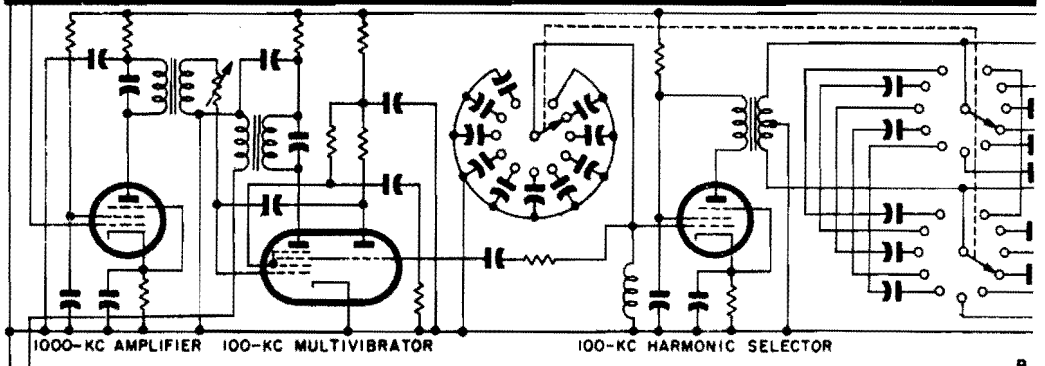 1000-KC AMPLIFIER
100-KC MULTIVIBRATOR
100-KC HARMONIC SELECTOR